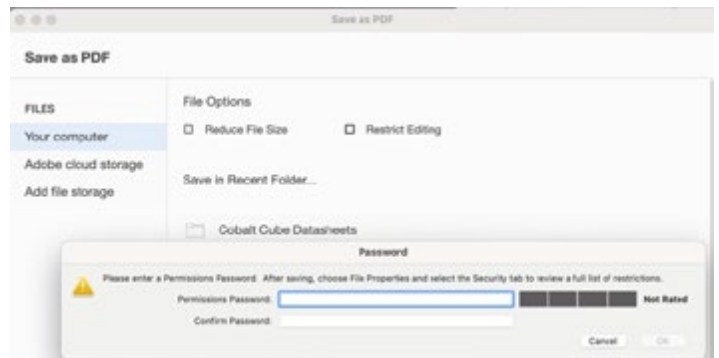 Save as PDF
Save as PDF
FILES
Your computer
Adobe cloud storage
Add file storage
File Options
Reduce File Size Restrict Editing
Save in Recent Folder...
Cobalt Cube Datasheets
Password
Please enter a Permissions Password. After saving, choose File Properties and select the Security tab to review a full list of restrictions.
Permissions Password: Not Rated
Confirm Password:
Cancel OK